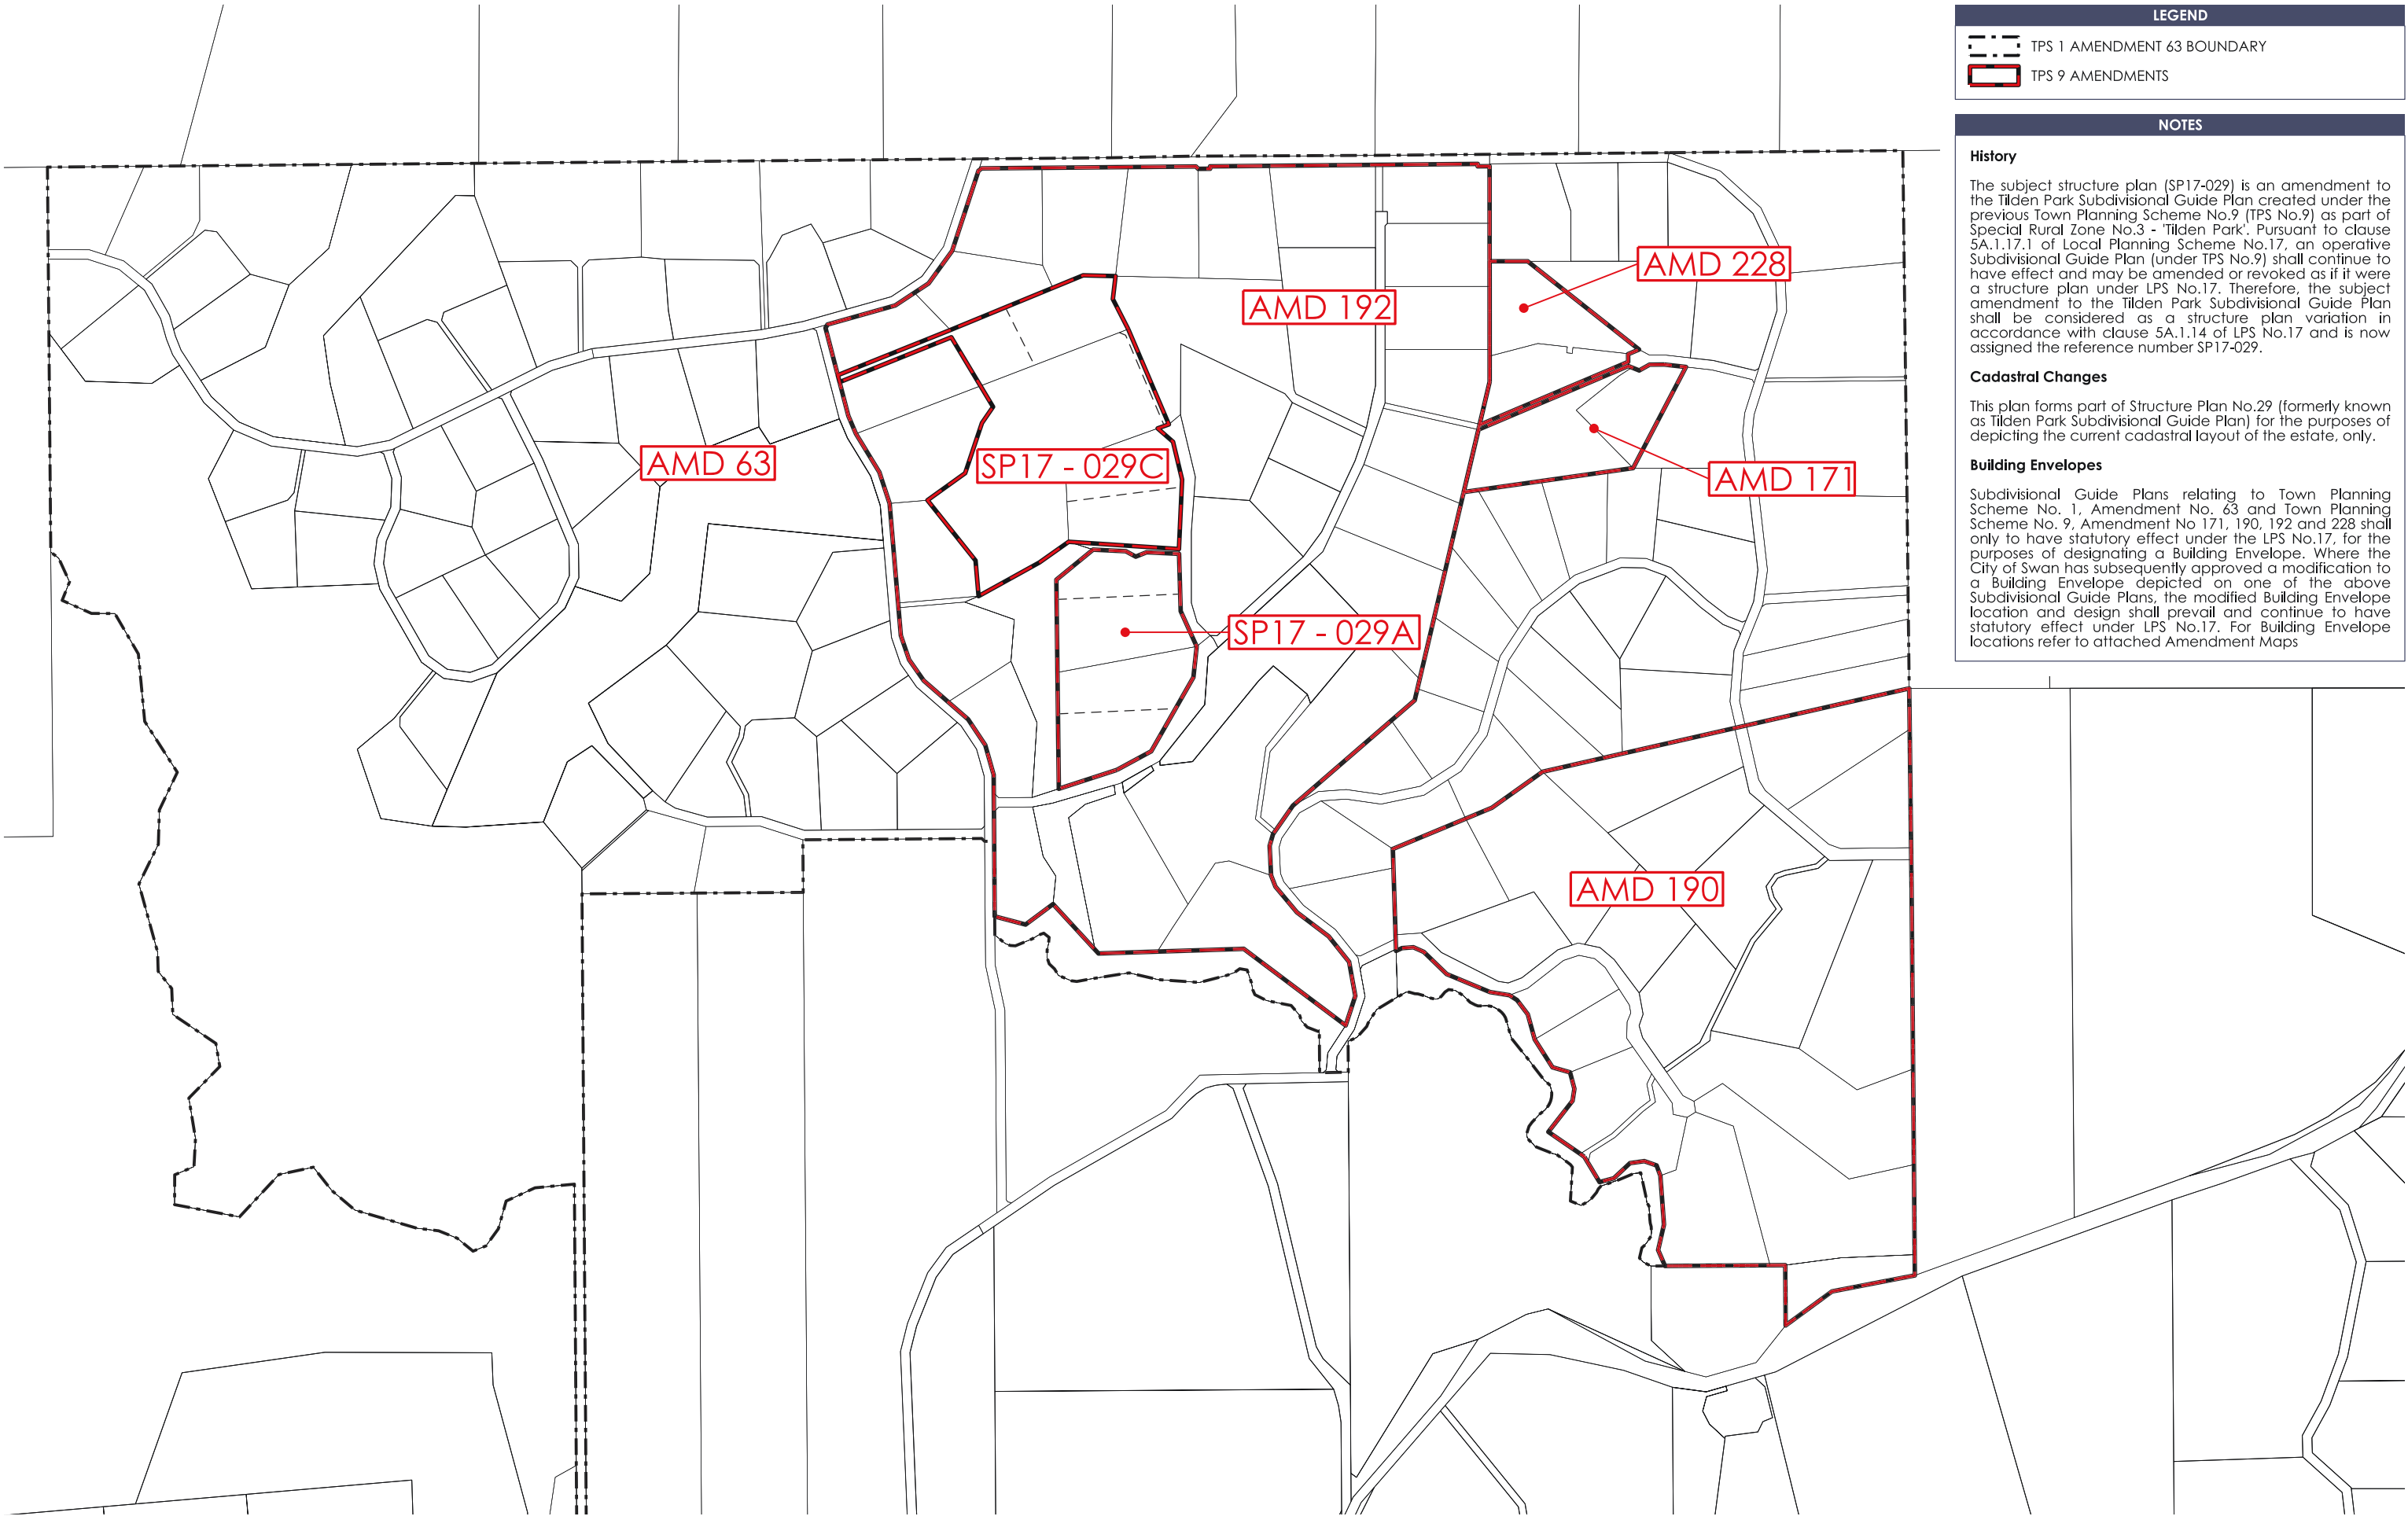 LEGEND
TPS 1 AMENDMENT 63 BOUNDARY
TPS 9 AMENDMENTS
NOTES
History
The subject structure plan (SP17-029) is an amendment to
the Tilden Park Subdivisional Guide Plan created under the
previous Town Planning Scheme No.9 (TPS No.9) as part of
Special Rural Zone No.3 - 'Tilden Park'. Pursuant to clause
5A.1.17.1 of Local Planning Scheme No.17, an operative
Subdivisional Guide Plan (under TPS No.9) shall continue to
have effect and may be amended or revoked as if it were
a structure plan under LPS No.17. Therefore, the subject
amendment to the Tilden Park Subdivisional Guide Plan
shall be considered as a structure plan variation in
accordance with clause 5A.1.14 of LPS No.17 and is now
assigned the reference number SP17-029.
Cadastral Changes
This plan forms part of Structure Plan No.29 (formerly known
as Tilden Park Subdivisional Guide Plan) for the purposes of
depicting the current cadastral layout of the estate, only.
Building Envelopes
Subdivisional Guide Plans relating to Town Planning
Scheme No. 1, Amendment No. 63 and Town Planning
Scheme No. 9, Amendment No 171, 190, 192 and 228 shall
only to have statutory effect under the LPS No.17, for the
purposes of designating a Building Envelope. Where the
City of Swan has subsequently approved a modification to
a Building Envelope depicted on one of the above
Subdivisional Guide Plans, the modified Building Envelope
location and design shall prevail and continue to have
statutory effect under LPS No.17. For Building Envelope
locations refer to attached Amendment Maps
AMD 228
AMD 192
AMD 63
SP17 - 029C
AMD 171
SP17 - 029A
AMD 190